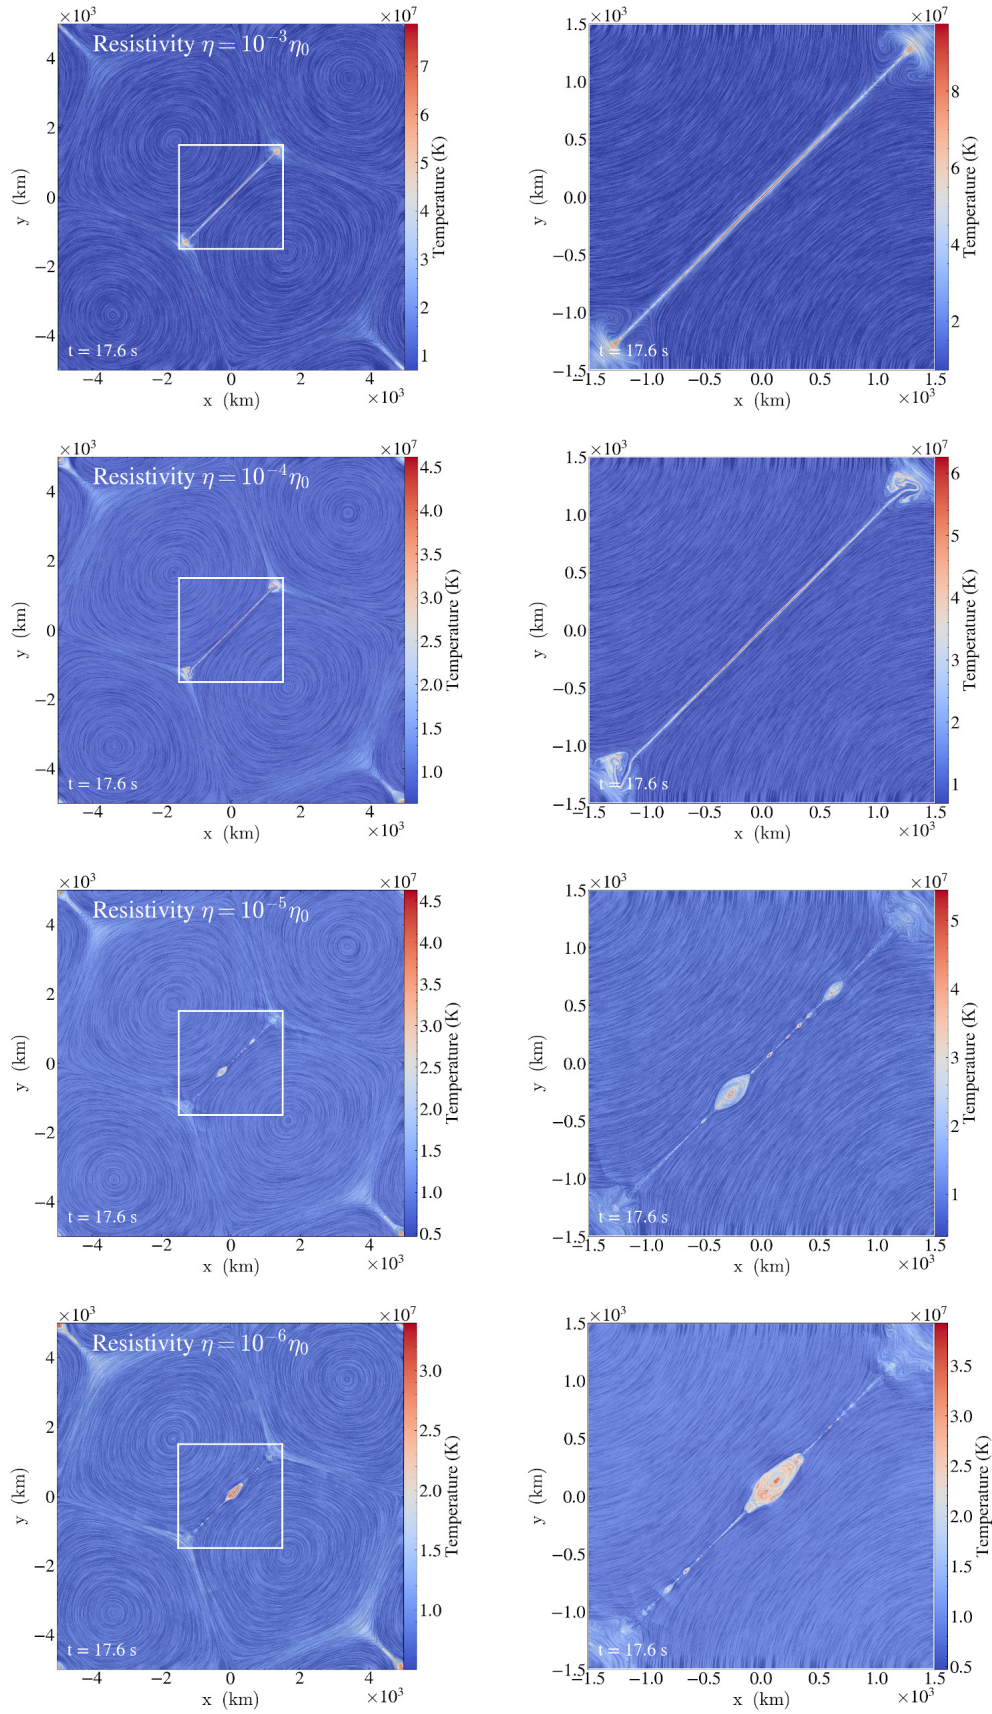 ×10³ ×10⁷
Resistivity η = 10⁻³η₀
4
2
0
−2
−4
y (km)
t = 17.6 s
−4 −2 0 2 4
x (km) ×10³
7
6
5
4
3
2
1
Temperature (K)
×10³ ×10⁷
1.5
1.0
0.5
0.0
−0.5
−1.0
−1.5
y (km)
t = 17.6 s
−1.5 −1.0 −0.5 0.0 0.5 1.0 1.5
x (km) ×10³
8
6
4
2
Temperature (K)
×10³ ×10⁷
Resistivity η = 10⁻⁴η₀
4
2
0
−2
−4
y (km)
t = 17.6 s
−4 −2 0 2 4
x (km) ×10³
4.5
4.0
3.5
3.0
2.5
2.0
1.5
1.0
Temperature (K)
×10³ ×10⁷
1.5
1.0
0.5
0.0
−0.5
−1.0
−1.5
y (km)
t = 17.6 s
−1.5 −1.0 −0.5 0.0 0.5 1.0 1.5
x (km) ×10³
6
5
4
3
2
1
Temperature (K)
×10³ ×10⁷
Resistivity η = 10⁻⁵η₀
4
2
0
−2
−4
y (km)
t = 17.6 s
−4 −2 0 2 4
x (km) ×10³
4.5
4.0
3.5
3.0
2.5
2.0
1.5
1.0
0.5
Temperature (K)
×10³ ×10⁷
1.5
1.0
0.5
0.0
−0.5
−1.0
−1.5
y (km)
t = 17.6 s
−1.5 −1.0 −0.5 0.0 0.5 1.0 1.5
x (km) ×10³
5
4
3
2
1
Temperature (K)
×10³ ×10⁷
Resistivity η = 10⁻⁶η₀
4
2
0
−2
−4
y (km)
t = 17.6 s
−4 −2 0 2 4
x (km) ×10³
3.0
2.5
2.0
1.5
1.0
Temperature (K)
×10³ ×10⁷
1.5
1.0
0.5
0.0
−0.5
−1.0
−1.5
y (km)
t = 17.6 s
−1.5 −1.0 −0.5 0.0 0.5 1.0 1.5
x (km) ×10³
3.5
3.0
2.5
2.0
1.5
1.0
0.5
Temperature (K)